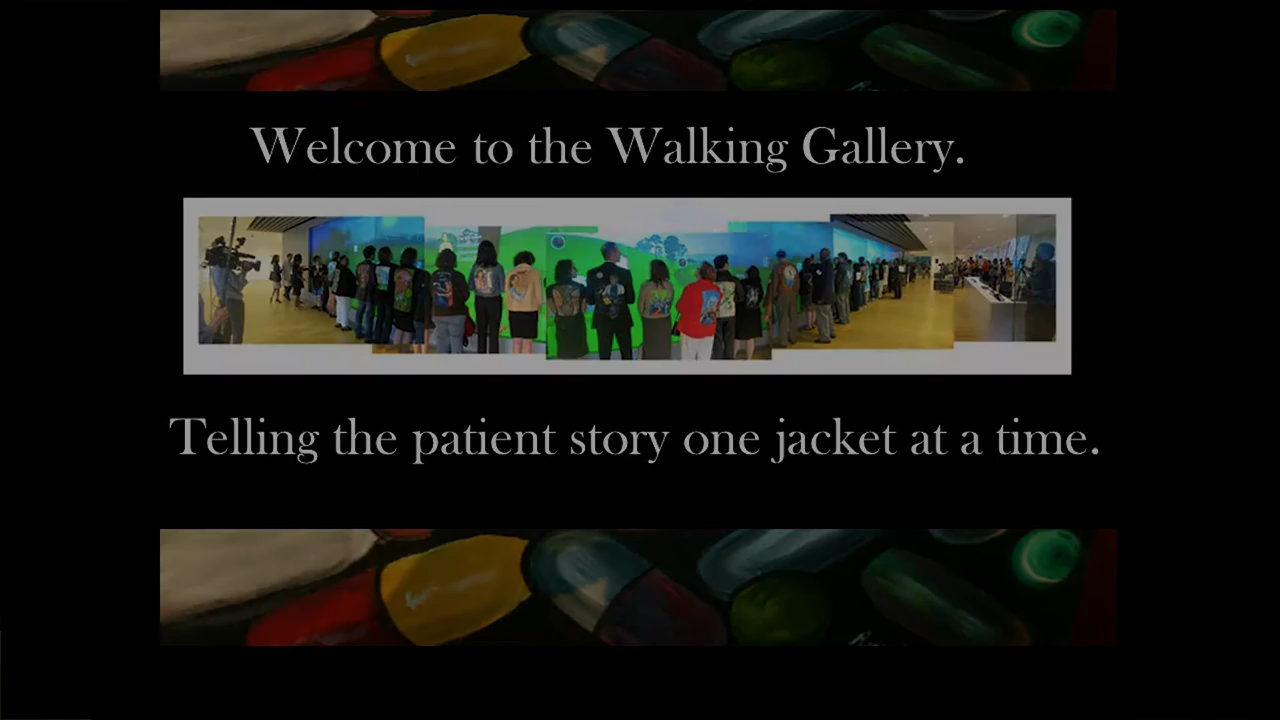 Welcome to the Walking Gallery.
Telling the patient story one jacket at a time.